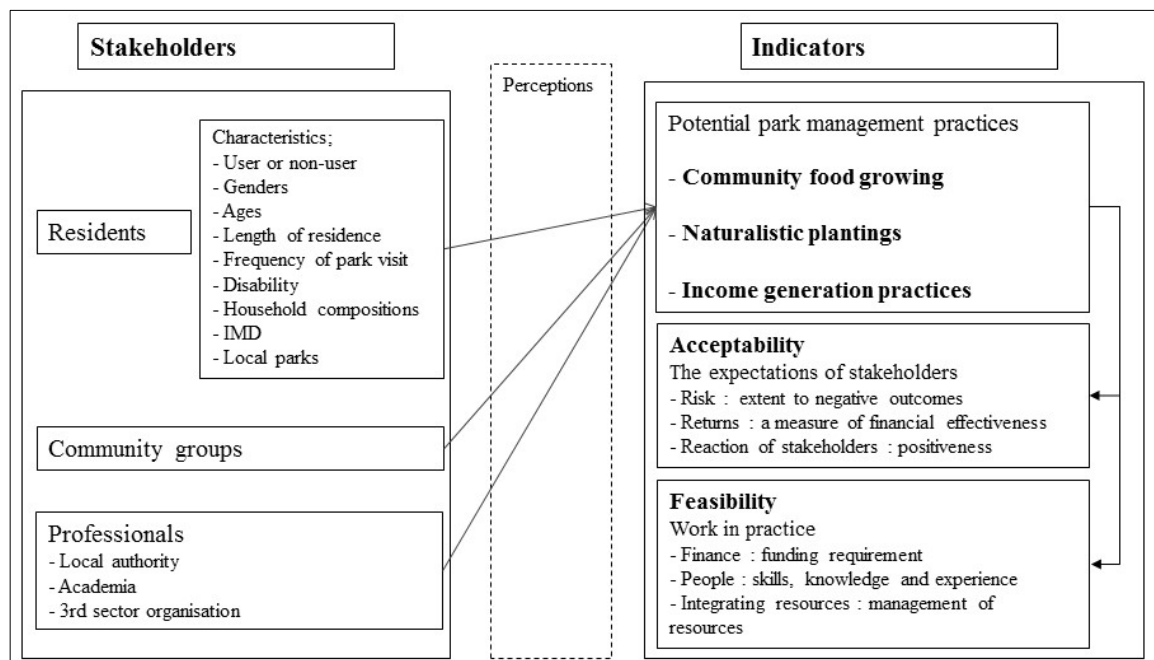 Stakeholders
Residents
Characteristics;
- User or non-user
- Genders
- Ages
- Length of residence
- Frequency of park visit
- Disability
- Household compositions
- IMD
- Local parks
Community groups
Professionals
- Local authority
- Academia
- 3rd sector organisation
Perceptions
Indicators
Potential park management practices
- Community food growing
- Naturalistic plantings
- Income generation practices
Acceptability
The expectations of stakeholders
- Risk : extent to negative outcomes
- Returns : a measure of financial effectiveness
- Reaction of stakeholders : positiveness
Feasibility
Work in practice
- Finance : funding requirement
- People : skills, knowledge and experience
- Integrating resources : management of
resources